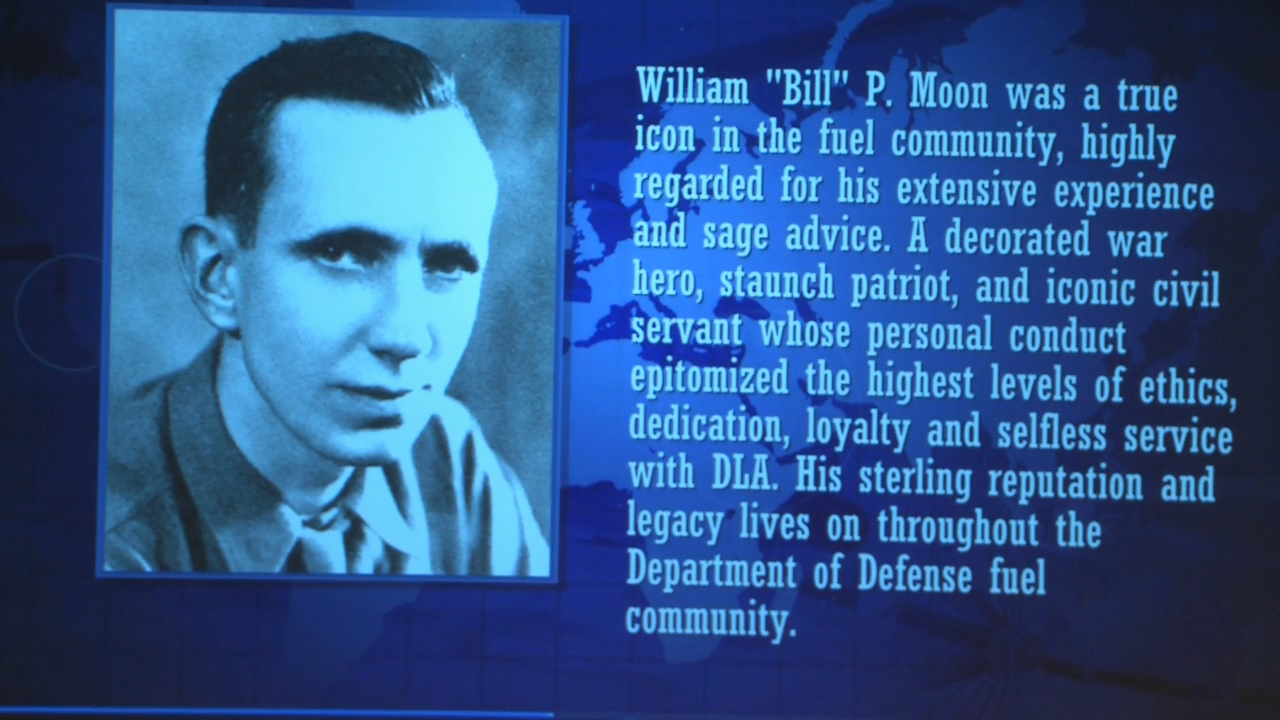 William "Bill" P. Moon was a true
icon in the fuel community, highly
regarded for his extensive experience
and sage advice. A decorated war
hero, staunch patriot, and iconic civil
servant whose personal conduct
epitomized the highest levels of ethics,
dedication, loyalty and selfless service
with DLA. His sterling reputation and
legacy lives on throughout the
Department of Defense fuel
community.